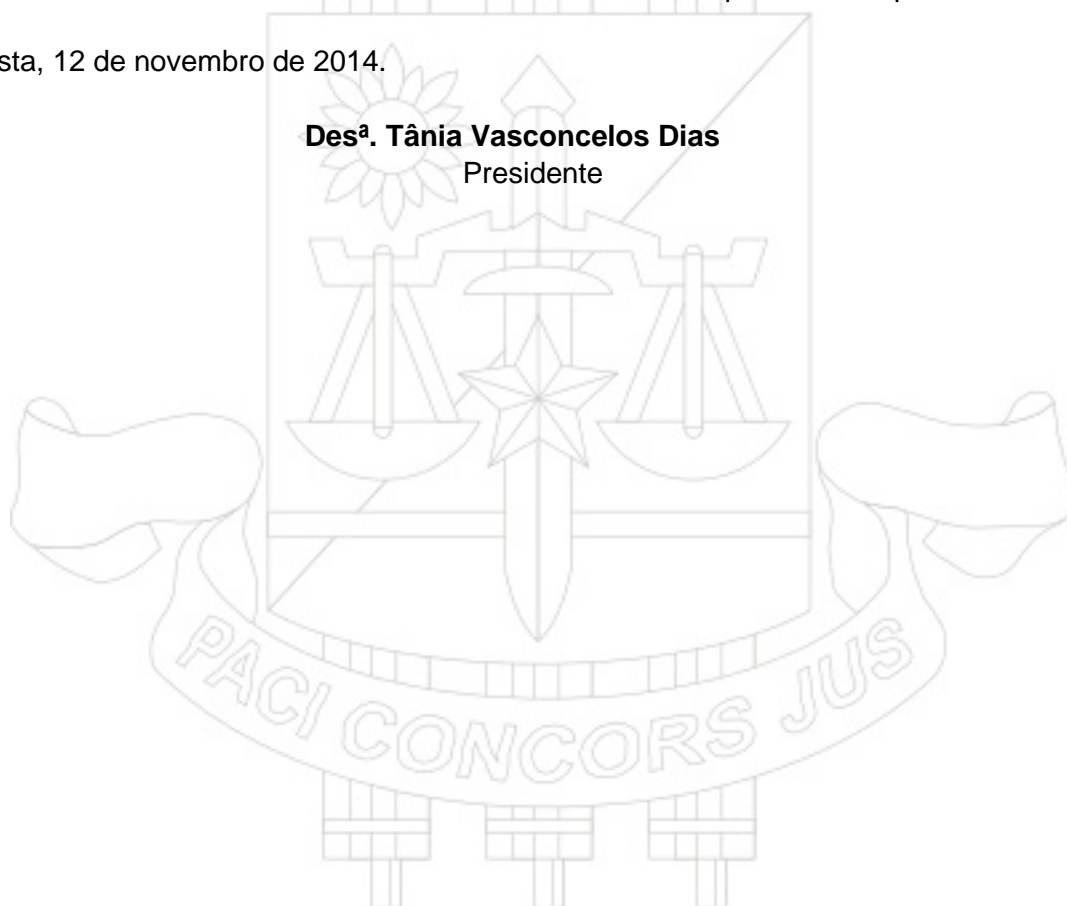 sta, 12 de novembro de 2014.
Desª. Tânia Vasconcelos Dias
Presidente
PACI CONCORS JUS